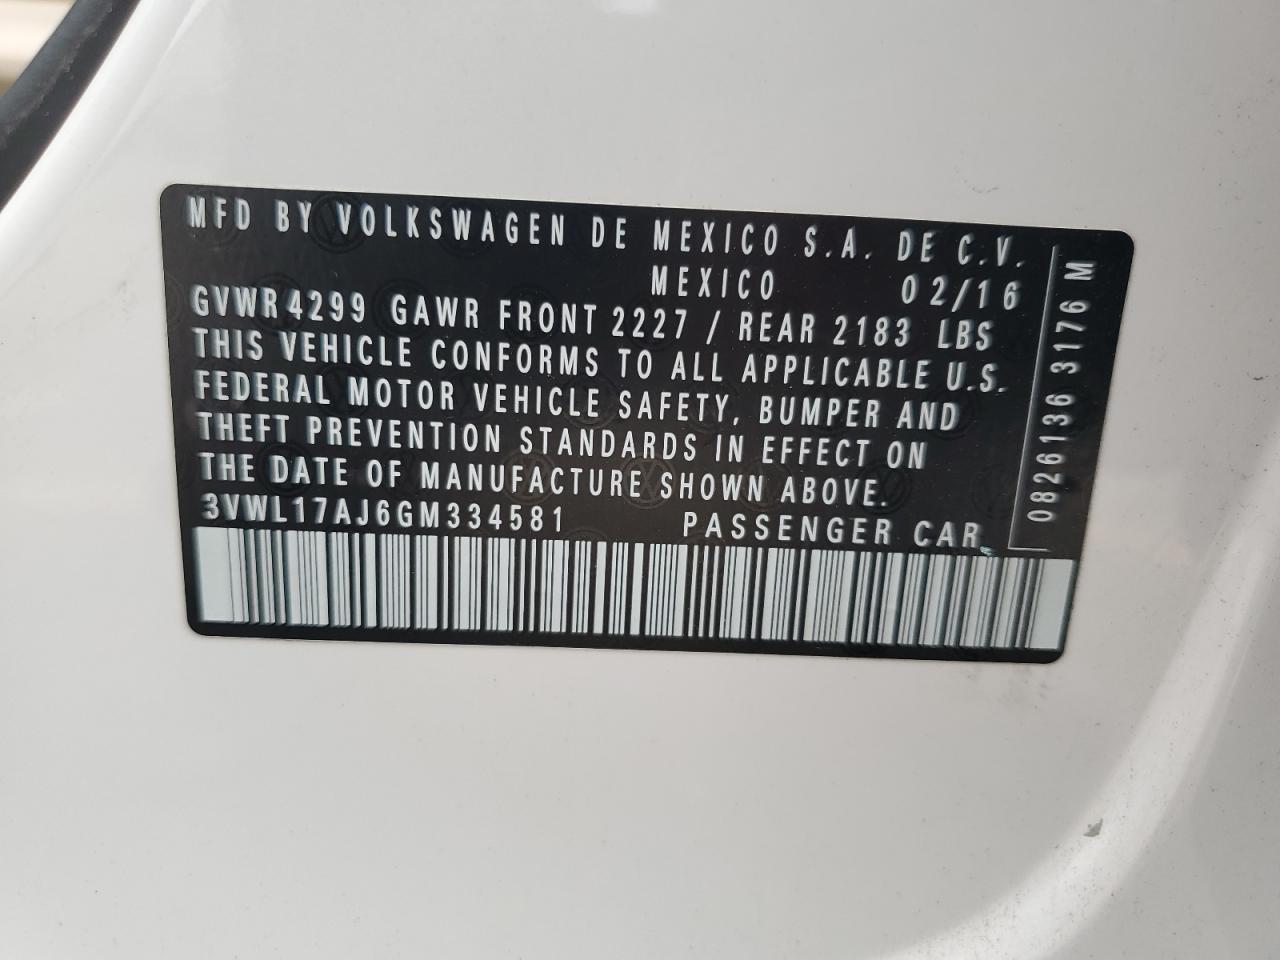 MFD BY VOLKSWAGEN DE MEXICO S.A. DE C.V.
MEXICO 02/16
GVWR 4299 GAWR FRONT 2227 / REAR 2183 LBS
THIS VEHICLE CONFORMS TO ALL APPLICABLE U.S.
FEDERAL MOTOR VEHICLE SAFETY, BUMPER AND
THEFT PREVENTION STANDARDS IN EFFECT ON
THE DATE OF MANUFACTURE SHOWN ABOVE.
3VWL17AJ6GM334581 PASSENGER CAR
0826136 3176 M